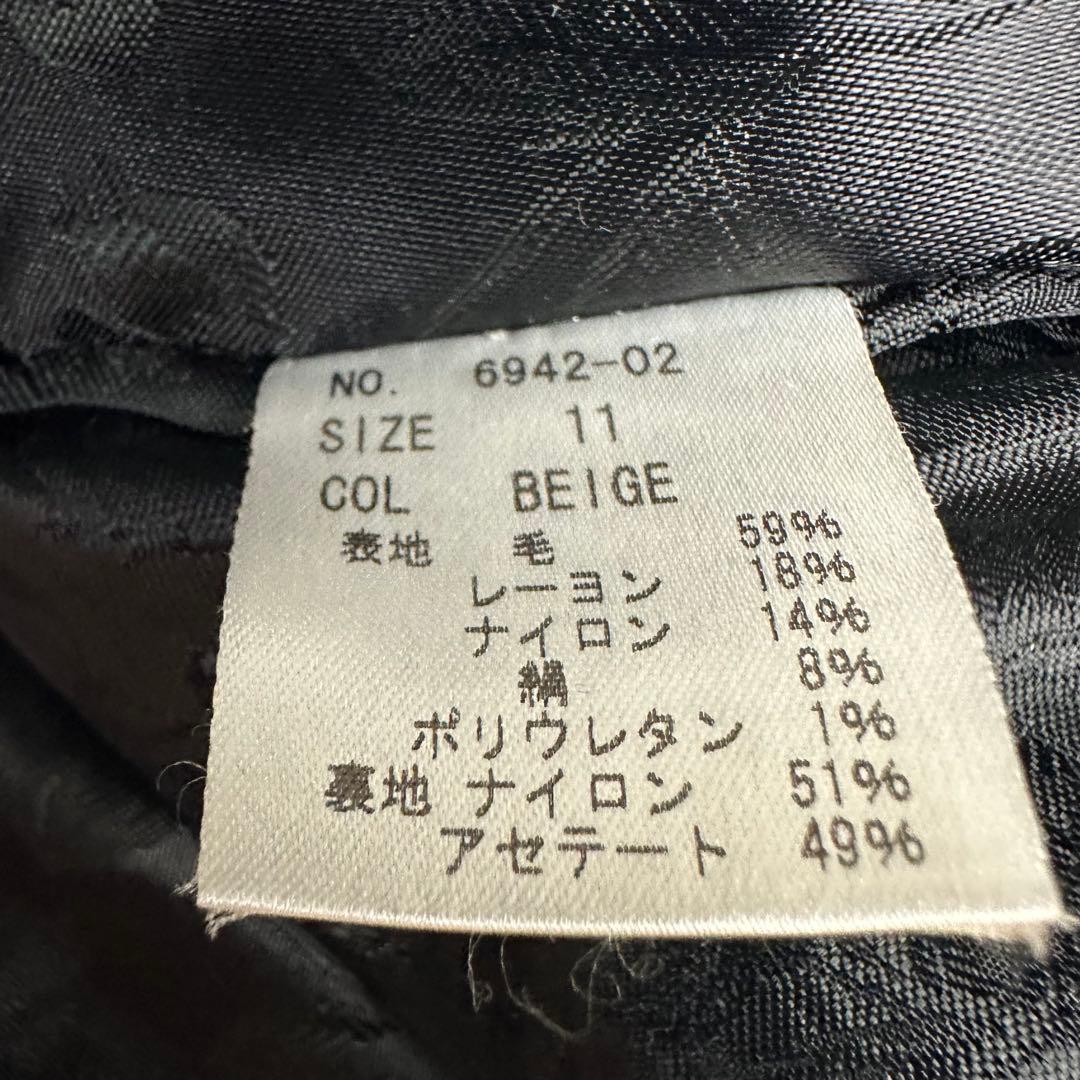 NO. 6942-02
SIZE 11
COL BEIGE
表地 毛 59%
レーヨン 18%
ナイロン 14%
絹 8%
ポリウレタン 1%
裏地 ナイロン 51%
アセテート 49%